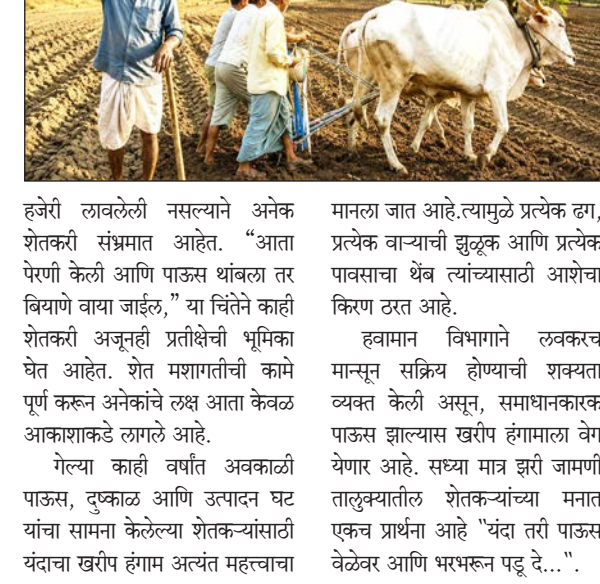 हजेरी लावलेली नसल्याने अनेक
शेतकरी संभ्रमात आहेत. “आता
पेरणी केली आणि पाऊस थांबला तर
बियाणे वाया जाईल,” या चिंतेने काही
शेतकरी अजूनही प्रतीक्षेची भूमिका
घेत आहेत. शेत मशागतीची कामे
पूर्ण करून अनेकांचे लक्ष आता केवळ
आकाशाकडे लागले आहे.
गेल्या काही वर्षांत अवकाळी
पाऊस, दुष्काळ आणि उत्पादन घट
यांचा सामना केलेल्या शेतकऱ्यांसाठी
यंदाचा खरीप हंगाम अत्यंत महत्त्वाचा
मानला जात आहे.त्यामुळे प्रत्येक ढग,
प्रत्येक वाऱ्याची झुळूक आणि प्रत्येक
पावसाचा थेंब त्यांच्यासाठी आशेचा
किरण ठरत आहे.
हवामान विभागाने लवकरच
मान्सून सक्रिय होण्याची शक्यता
व्यक्त केली असून, समाधानकारक
पाऊस झाल्यास खरीप हंगामाला वेग
येणार आहे. सध्या मात्र झरी जामणी
तालुक्यातील शेतकऱ्यांच्या मनात
एकच प्रार्थना आहे "यंदा तरी पाऊस
वेळेवर आणि भरभरून पडू दे...".